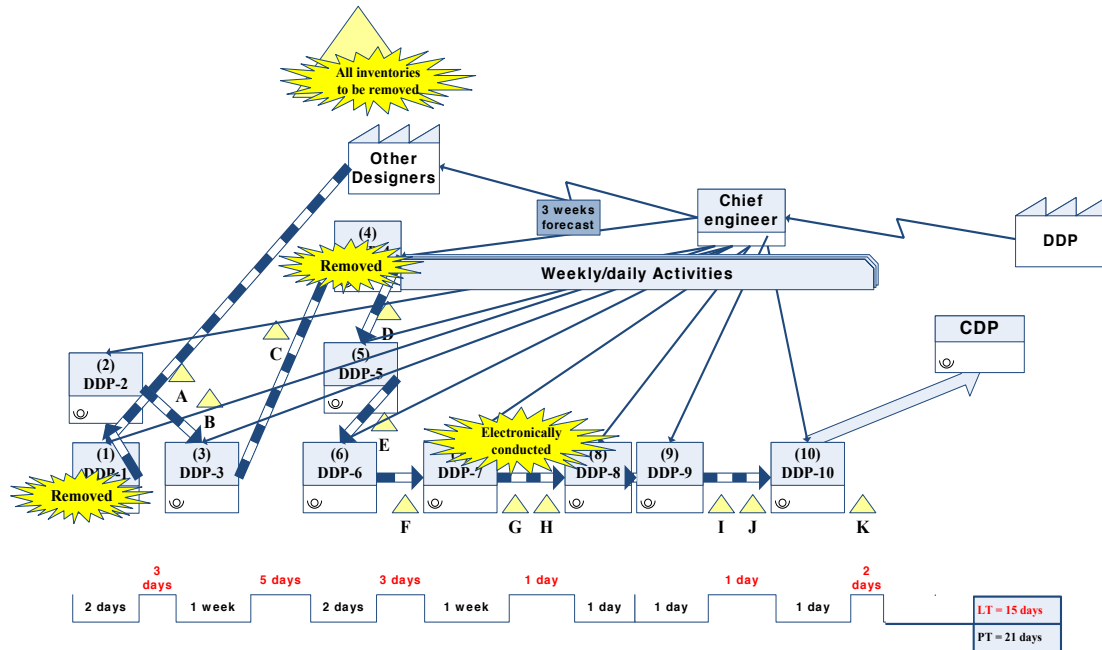 All inventories
to be removed
Other
Designers
3 weeks
forecast
Chief
engineer
DDP
(4)
Removed
Weekly/daily Activities
CDP
C
D
(2)
DDP-2
A
B
(5)
DDP-5
E
Electronically
conducted
(1)
DDP-1
Removed
(3)
DDP-3
(6)
DDP-6
DDP-7
(8)
DDP-8
(9)
DDP-9
(10)
DDP-10
F
G
H
I
J
K
3
days
5 days
3 days
1 day
1 day
2
days
2 days
1 week
2 days
1 week
1 day
1 day
1 day
LT = 15 days
PT = 21 days